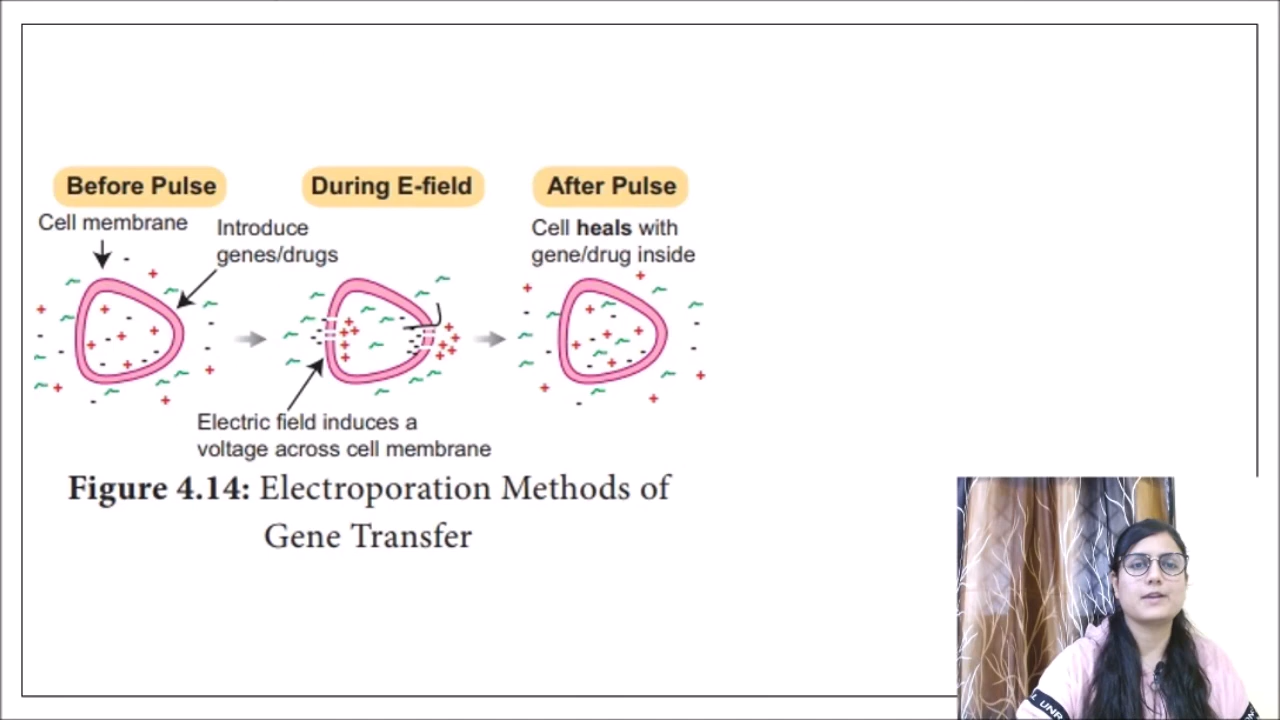 Before Pulse
During E-field
After Pulse
Cell membrane
Introduce
genes/drugs
Cell heals with
gene/drug inside
Electric field induces a
voltage across cell membrane
Figure 4.14: Electroporation Methods of
Gene Transfer